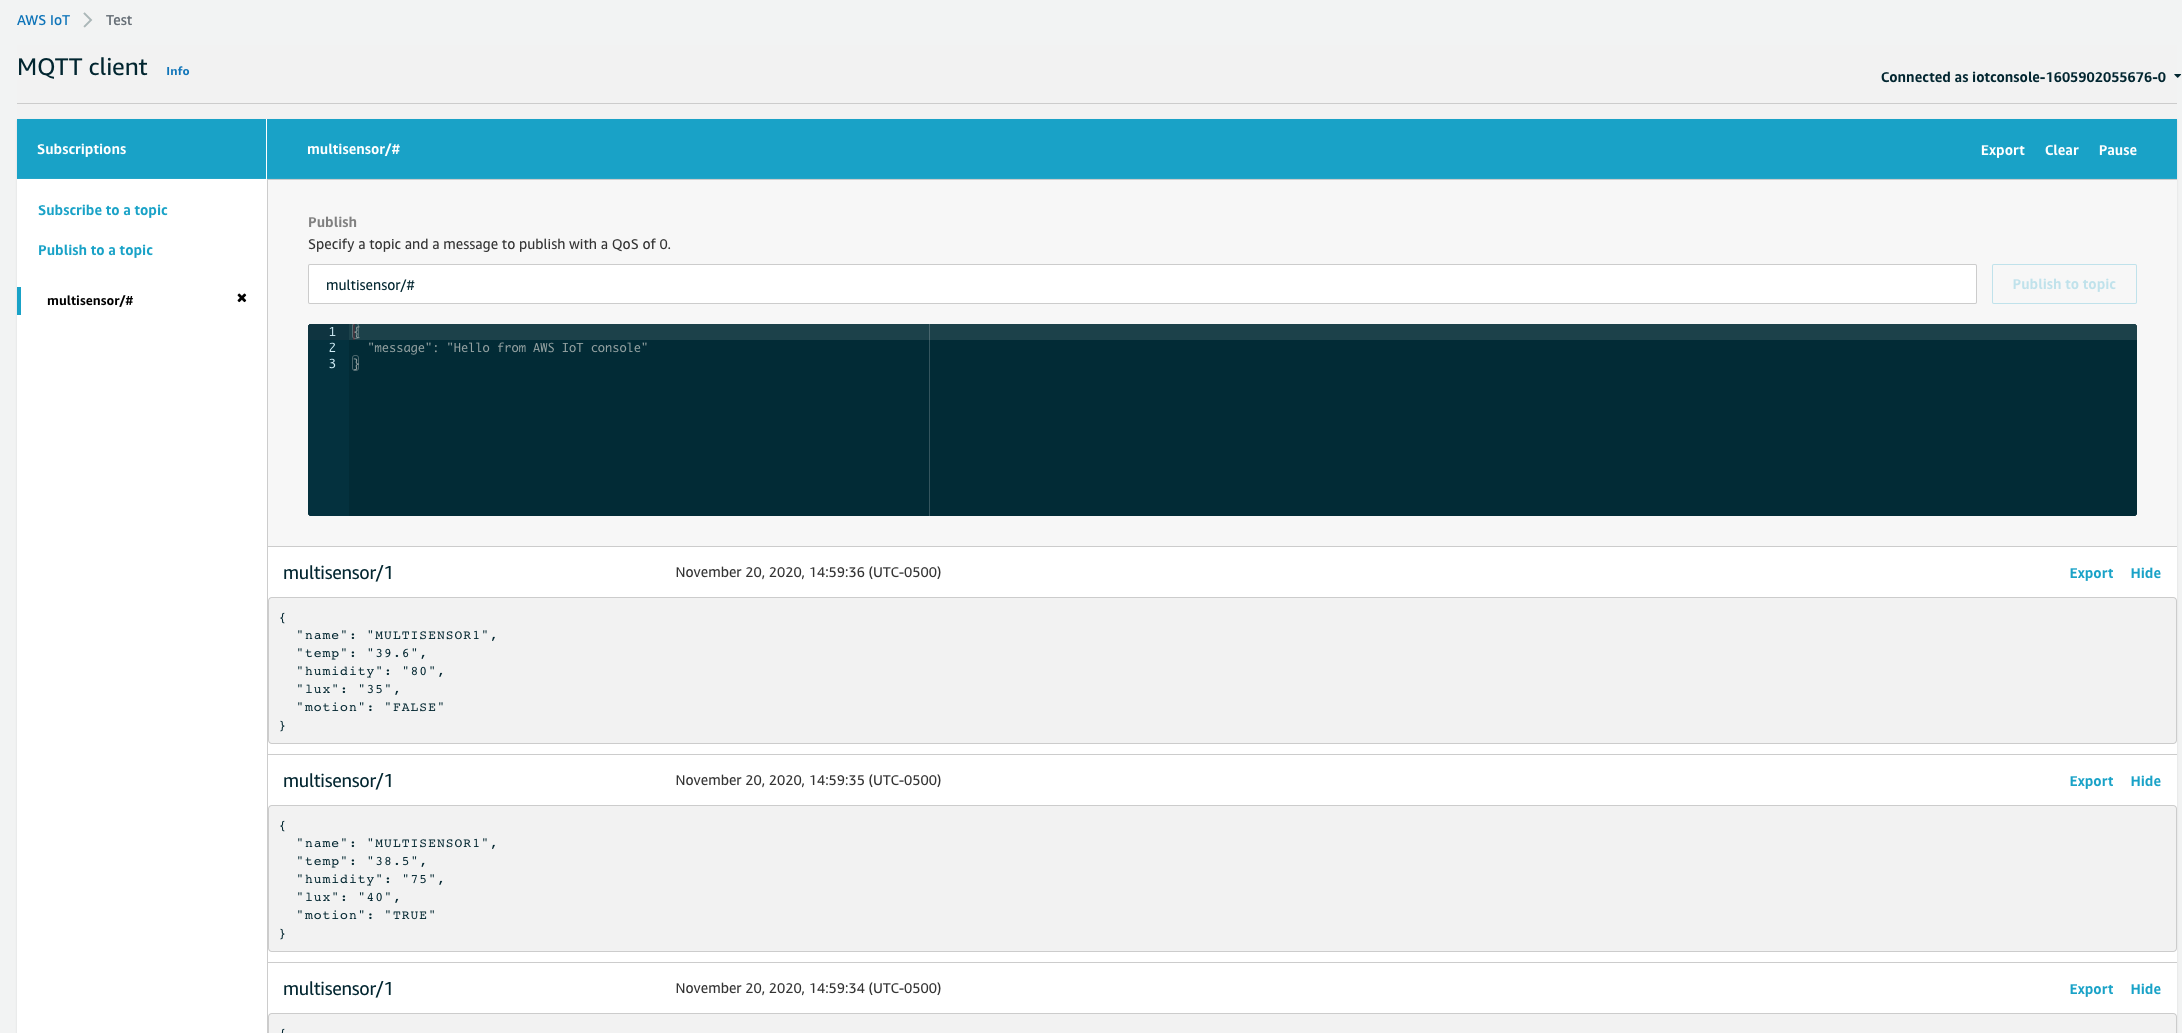 AWS IoT > Test
MQTT client Info
Connected as iotconsole-1605902055676-0
Subscriptions
multisensor/#
Export Clear Pause
Subscribe to a topic
Publish to a topic
multisensor/# ✖
Publish
Specify a topic and a message to publish with a QoS of 0.
multisensor/#
Publish to topic
1 {
2 "message": "Hello from AWS IoT console"
3 }
multisensor/1 November 20, 2020, 14:59:36 (UTC-0500) Export Hide
{
"name": "MULTISENSOR1",
"temp": "39.6",
"humidity": "80",
"lux": "35",
"motion": "FALSE"
}
multisensor/1 November 20, 2020, 14:59:35 (UTC-0500) Export Hide
{
"name": "MULTISENSOR1",
"temp": "38.5",
"humidity": "75",
"lux": "40",
"motion": "TRUE"
}
multisensor/1 November 20, 2020, 14:59:34 (UTC-0500) Export Hide
{